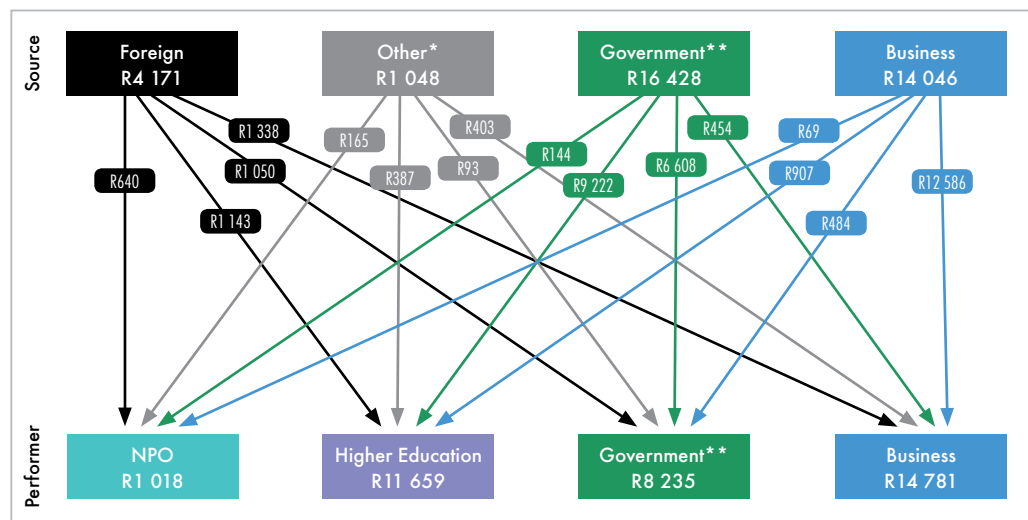 Source
Foreign
R4 171
Other*
R1 048
Government**
R16 428
Business
R14 046
R1 338
R403
R454
R69
R165
R144
R1 050
R93
R6 608
R907
R640
R387
R9 222
R12 586
R1 143
R484
Performer
NPO
R1 018
Higher Education
R11 659
Government**
R8 235
Business
R14 781